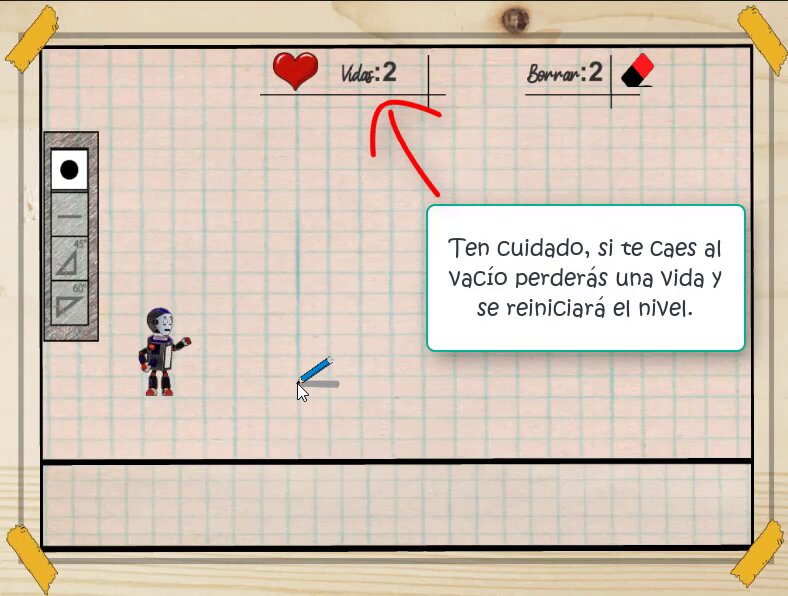 Vidas:2
Borrar:2
45°
60°
Ten cuidado, si te caes al
vacío perderás una vida y
se reiniciará el nivel.